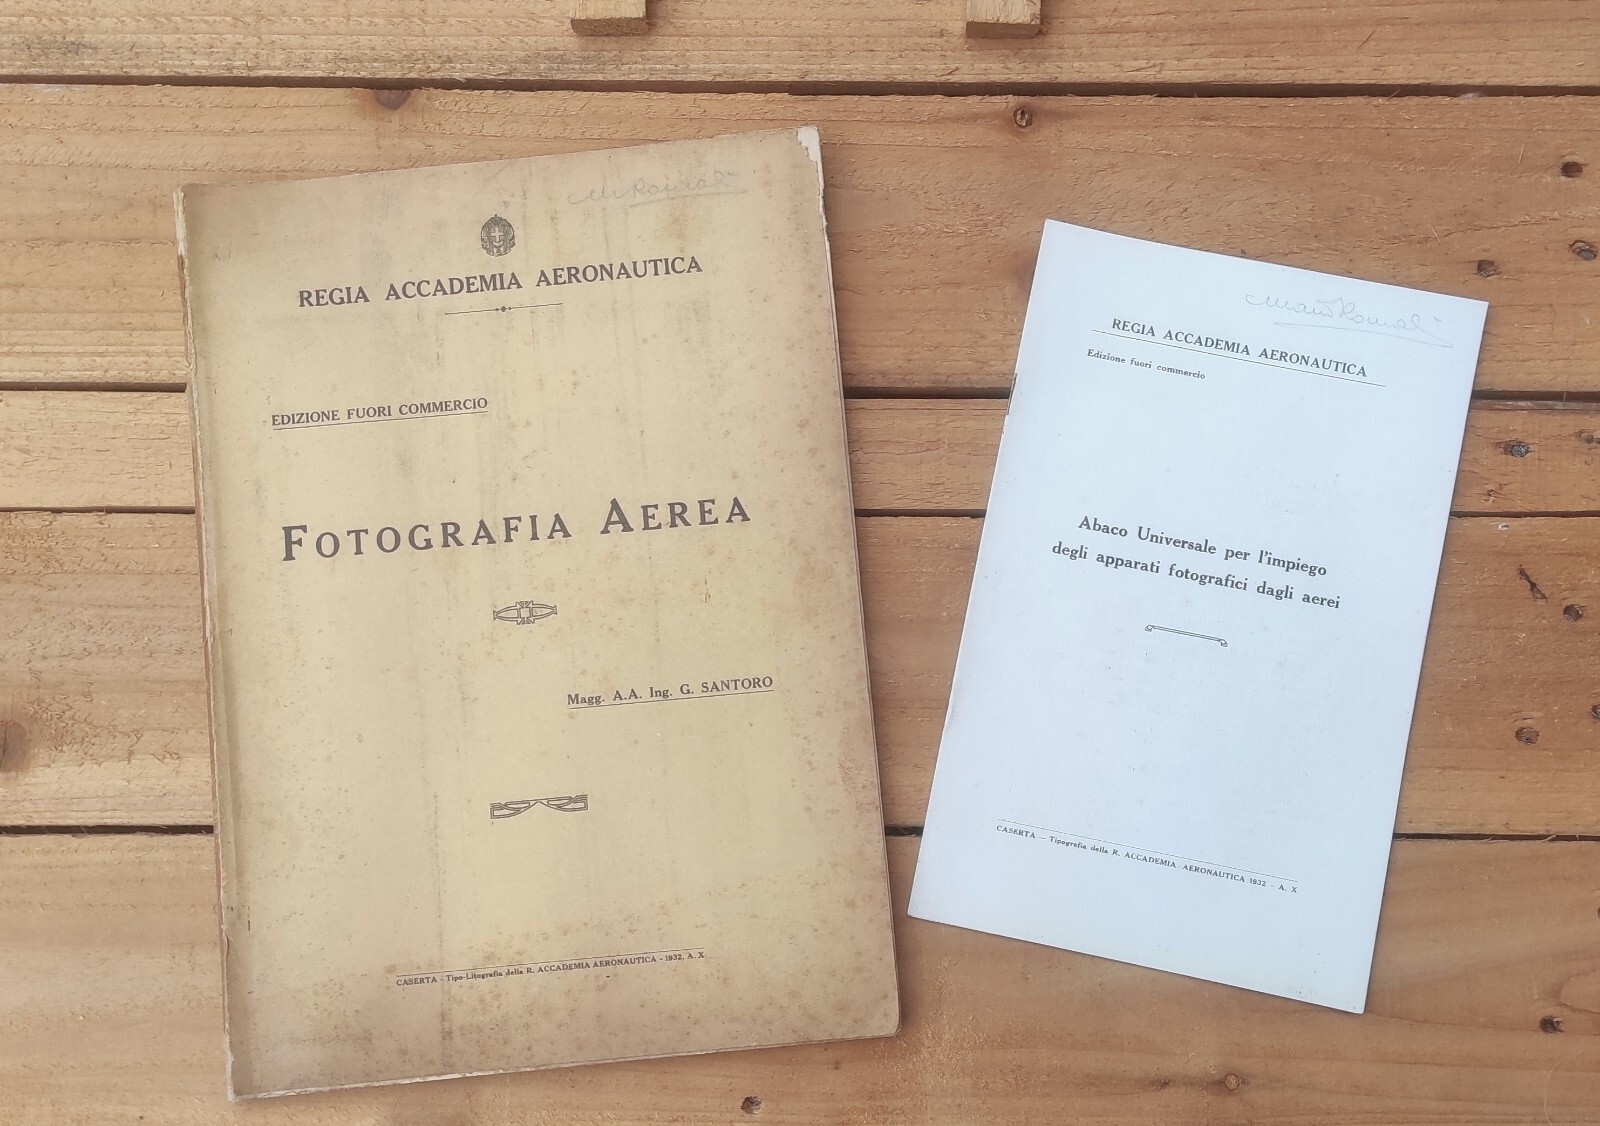 REGIA ACCADEMIA AERONAUTICA
EDIZIONE FUORI COMMERCIO
FOTOGRAFIA AEREA
Magg. A.A. Ing. G. SANTORO
CASERTA - Tipo-Litografia della R. ACCADEMIA AERONAUTICA - 1932, A. X
REGIA ACCADEMIA AERONAUTICA
Edizione fuori commercio
Abaco Universale per l'impiego
degli apparati fotografici dagli aerei
CASERTA — Tipografia della R. ACCADEMIA AERONAUTICA 1932 - A. X